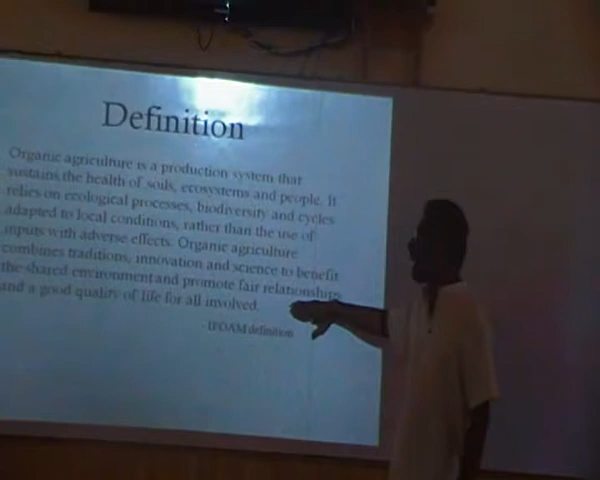 Definition
Organic agriculture is a production system that
sustains the health of soils, ecosystems and people. It
relies on ecological processes, biodiversity and cycles
adapted to local conditions, rather than the use of
inputs with adverse effects. Organic agriculture
combines traditions, innovation and science to benefit
the shared environment and promote fair relationships
and a good quality of life for all involved.
- IFOAM definition